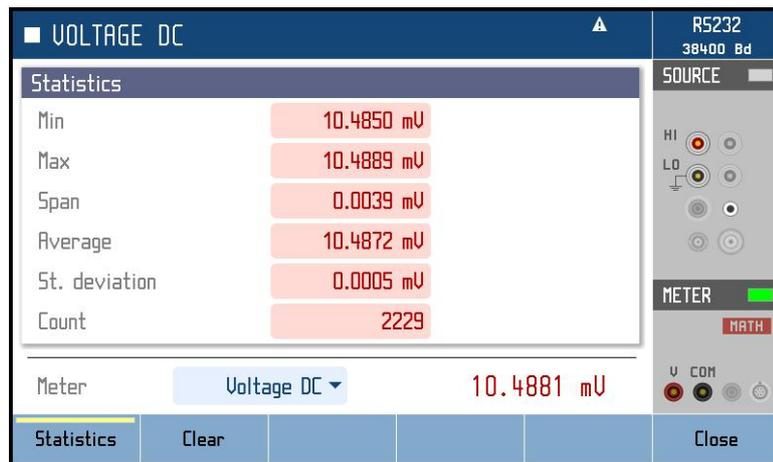 VOLTAGE DC
RS232
38400 Bd
Statistics
Min 10.4850 mV
Max 10.4889 mV
Span 0.0039 mV
Average 10.4872 mV
St. deviation 0.0005 mV
Count 2229
Meter Voltage DC 10.4881 mV
SOURCE
HI
LO
METER
MATH
V COM
Statistics Clear Close